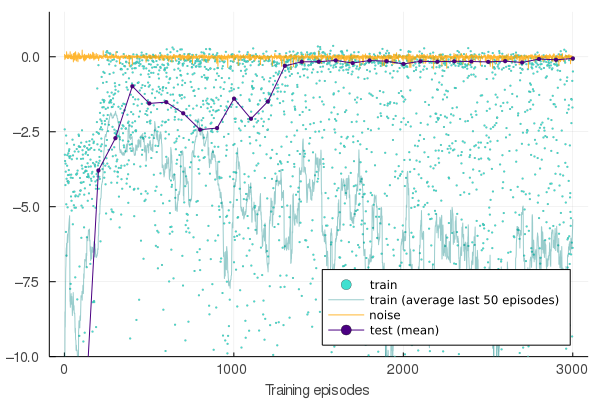 0.0
−2.5
−5.0
−7.5
−10.0
0
1000
2000
3000
Training episodes
train
train (average last 50 episodes)
noise
test (mean)